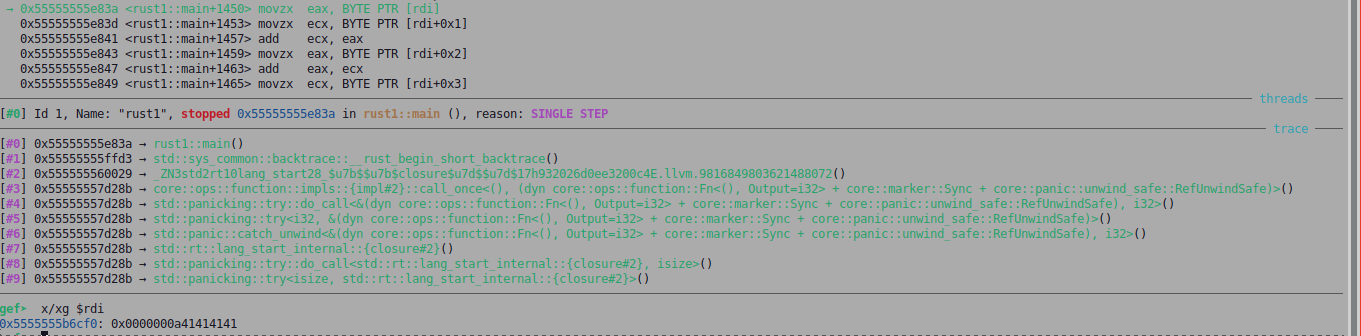 → 0x55555555e83a <rust1::main+1450> movzx eax, BYTE PTR [rdi]
0x55555555e83d <rust1::main+1453> movzx ecx, BYTE PTR [rdi+0x1]
0x55555555e841 <rust1::main+1457> add ecx, eax
0x55555555e843 <rust1::main+1459> movzx eax, BYTE PTR [rdi+0x2]
0x55555555e847 <rust1::main+1463> add eax, ecx
0x55555555e849 <rust1::main+1465> movzx ecx, BYTE PTR [rdi+0x3]
threads
[#0] Id 1, Name: "rust1", stopped 0x55555555e83a in rust1::main (), reason: SINGLE STEP
trace
[#0] 0x55555555e83a → rust1::main()
[#1] 0x55555555ffd3 → std::sys_common::backtrace::__rust_begin_short_backtrace()
[#2] 0x555555560029 → _ZN3std2rt10lang_start28_$u7b$$u7b$closure$u7d$$u7d$17h932026d0ee3200c4E.llvm.9816849803621488072()
[#3] 0x55555557d28b → core::ops::function::impls::{impl#2}::call_once<(), (dyn core::ops::function::Fn<(), Output=i32> + core::marker::Sync + core::panic::unwind_safe::RefUnwindSafe)>()
[#4] 0x55555557d28b → std::panicking::try::do_call<&(dyn core::ops::function::Fn<(), Output=i32> + core::marker::Sync + core::panic::unwind_safe::RefUnwindSafe), i32>()
[#5] 0x55555557d28b → std::panicking::try<i32, &(dyn core::ops::function::Fn<(), Output=i32> + core::marker::Sync + core::panic::unwind_safe::RefUnwindSafe)>()
[#6] 0x55555557d28b → std::panic::catch_unwind<&(dyn core::ops::function::Fn<(), Output=i32> + core::marker::Sync + core::panic::unwind_safe::RefUnwindSafe), i32>()
[#7] 0x55555557d28b → std::rt::lang_start_internal::{closure#2}()
[#8] 0x55555557d28b → std::panicking::try::do_call<std::rt::lang_start_internal::{closure#2}, isize>()
[#9] 0x55555557d28b → std::panicking::try<isize, std::rt::lang_start_internal::{closure#2}>()
gef➤ x/xg $rdi
0x5555555b6cf0: 0x0000000a41414141